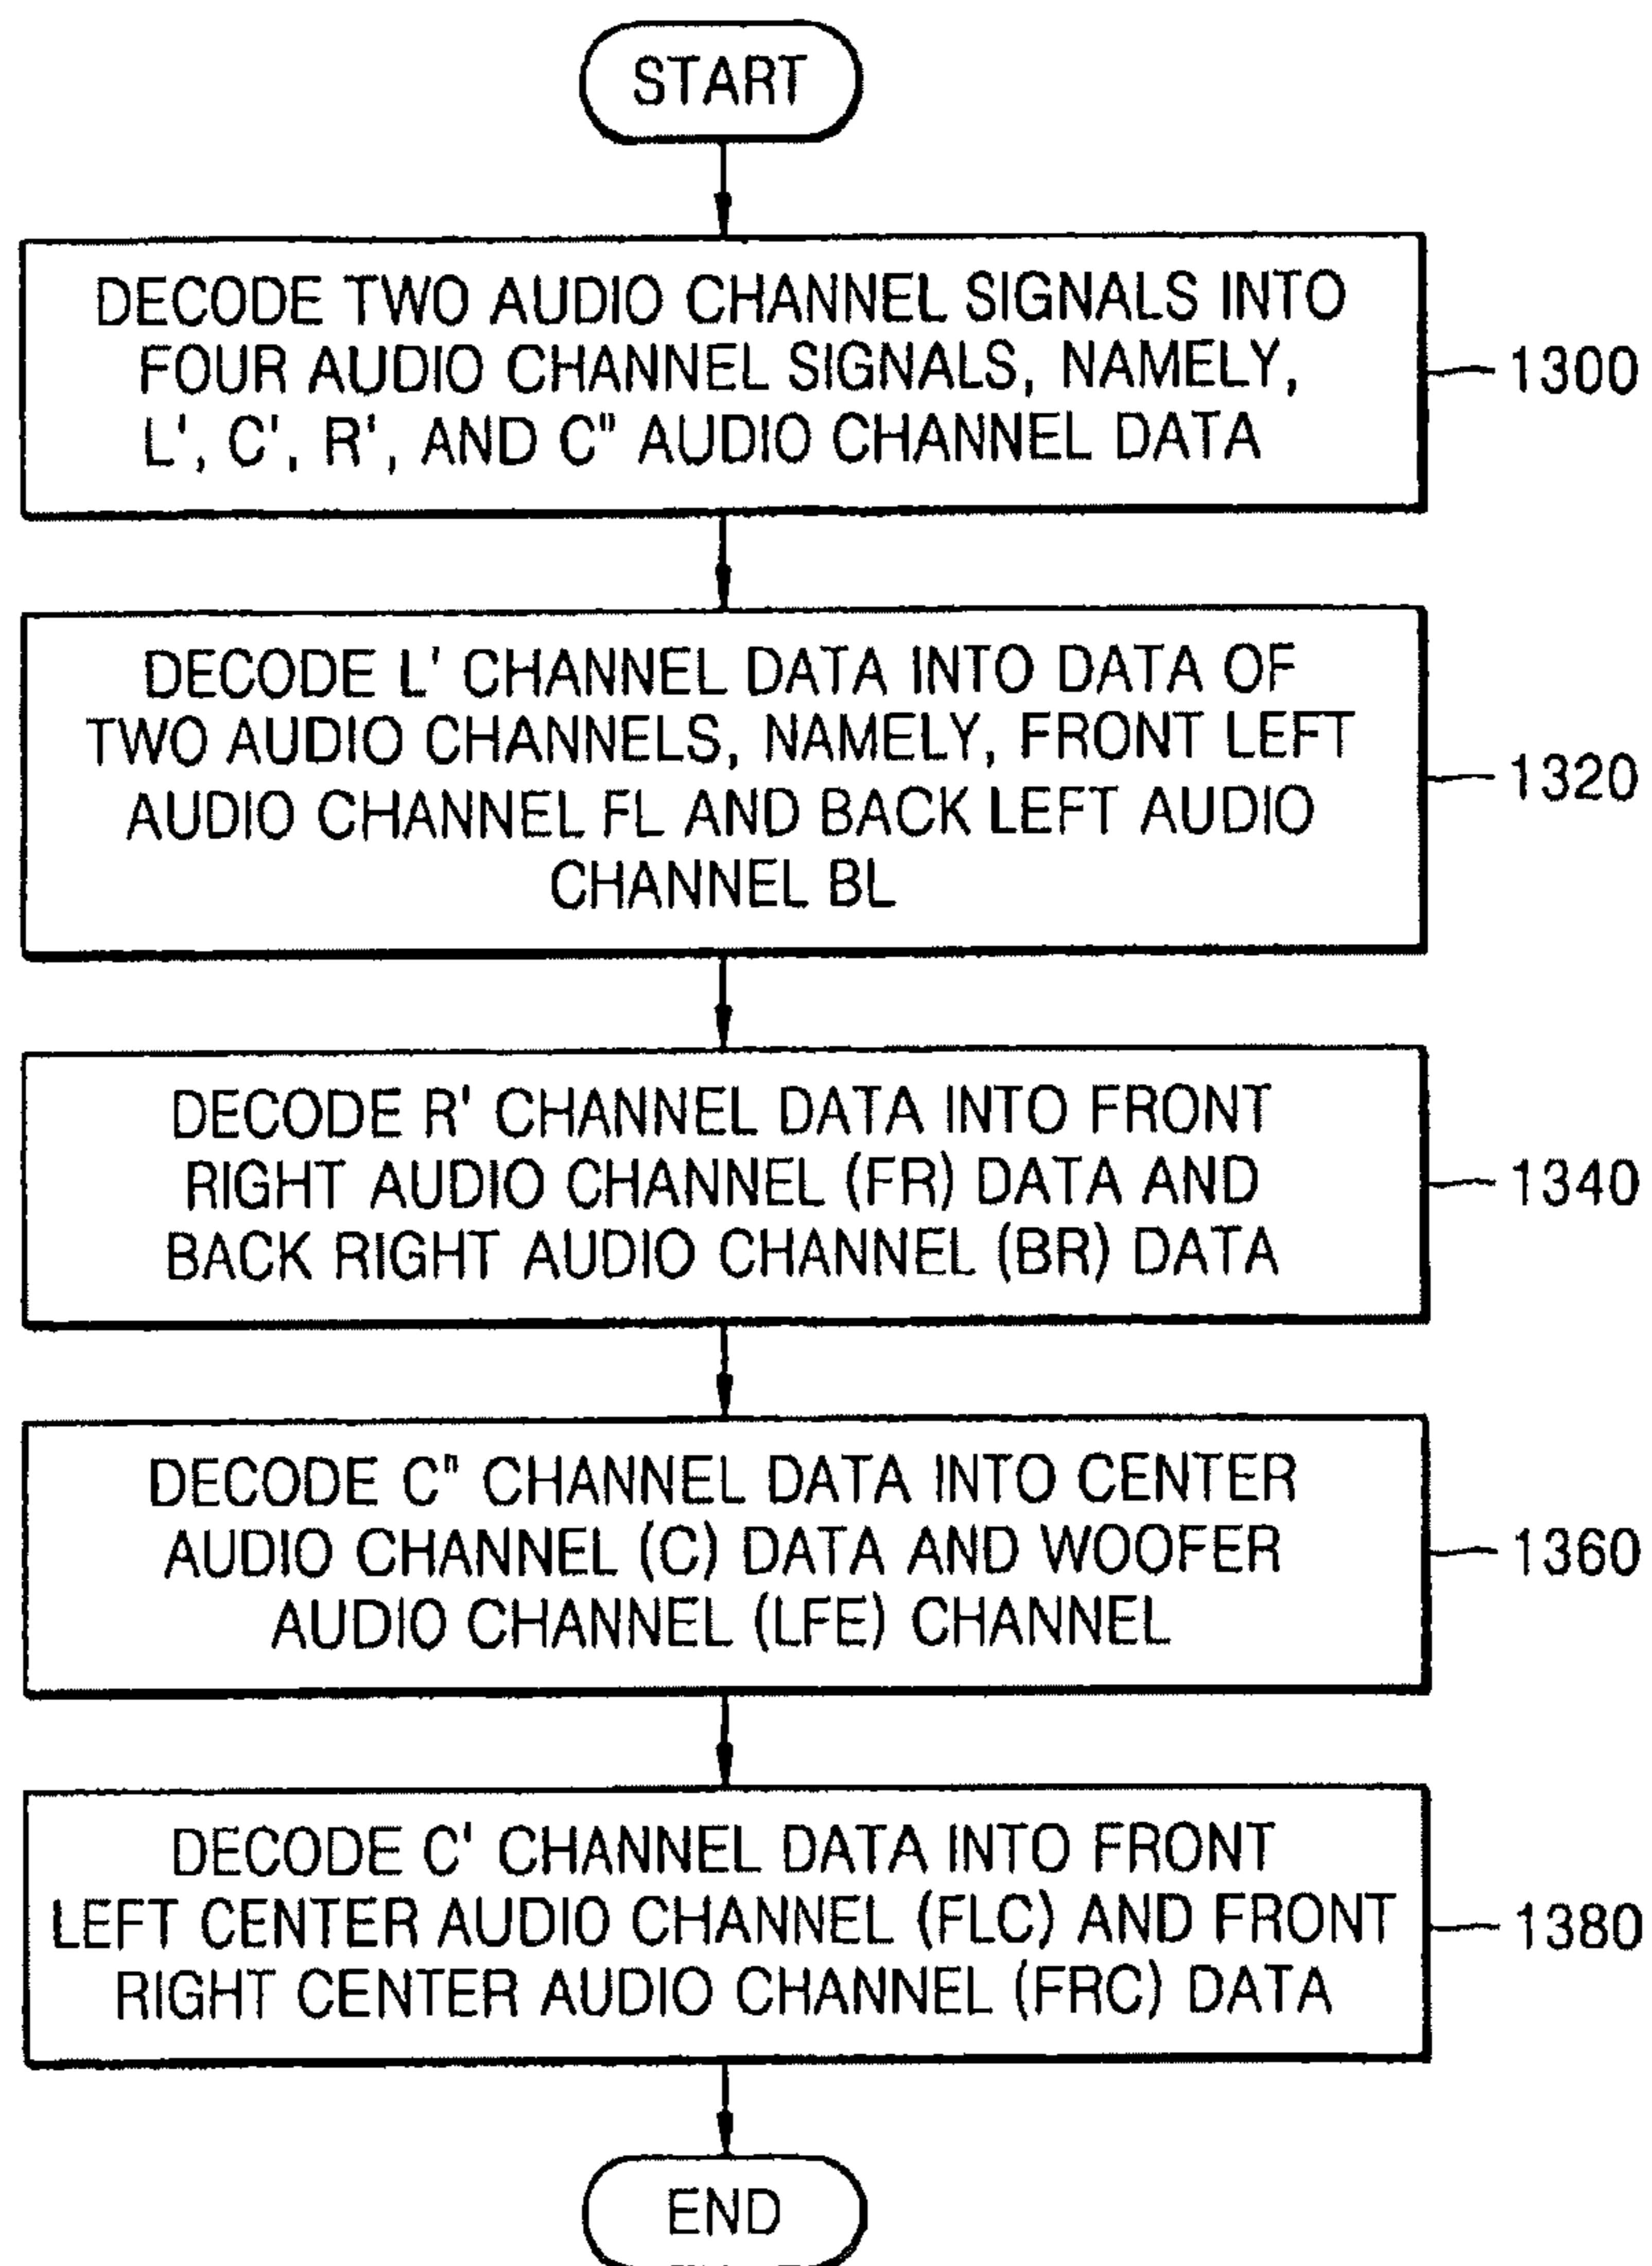 START
DECODE TWO AUDIO CHANNEL SIGNALS INTO
FOUR AUDIO CHANNEL SIGNALS, NAMELY,
L', C', R', AND C" AUDIO CHANNEL DATA
1300
DECODE L' CHANNEL DATA INTO DATA OF
TWO AUDIO CHANNELS, NAMELY, FRONT LEFT
AUDIO CHANNEL FL AND BACK LEFT AUDIO
CHANNEL BL
1320
DECODE R' CHANNEL DATA INTO FRONT
RIGHT AUDIO CHANNEL (FR) DATA AND
BACK RIGHT AUDIO CHANNEL (BR) DATA
1340
DECODE C" CHANNEL DATA INTO CENTER
AUDIO CHANNEL (C) DATA AND WOOFER
AUDIO CHANNEL (LFE) CHANNEL
1360
DECODE C' CHANNEL DATA INTO FRONT
LEFT CENTER AUDIO CHANNEL (FLC) AND FRONT
RIGHT CENTER AUDIO CHANNEL (FRC) DATA
1380
END